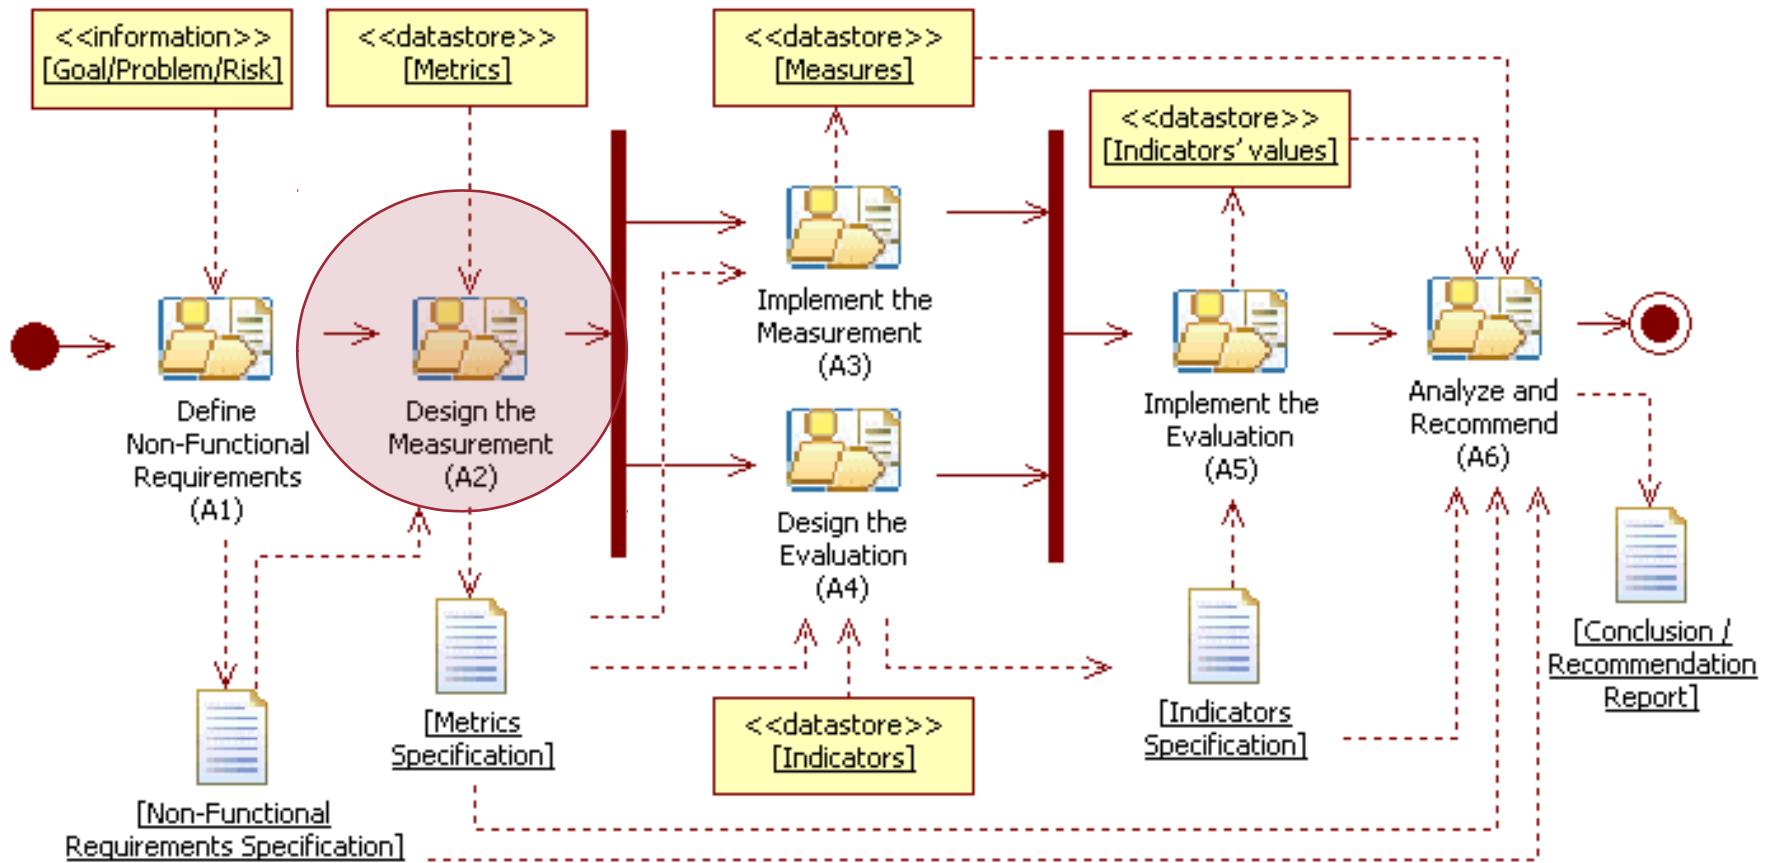 <<information>>
[Goal/Problem/Risk]
<<datastore>>
[Metrics]
<<datastore>>
[Measures]
<<datastore>>
[Indicators' values]
Define
Non-Functional
Requirements
(A1)
Design the
Measurement
(A2)
Implement the
Measurement
(A3)
Design the
Evaluation
(A4)
Implement the
Evaluation
(A5)
Analyze and
Recommend
(A6)
[Non-Functional
Requirements Specification]
[Metrics
Specification]
<<datastore>>
[Indicators]
[Indicators
Specification]
[Conclusion /
Recommendation
Report]